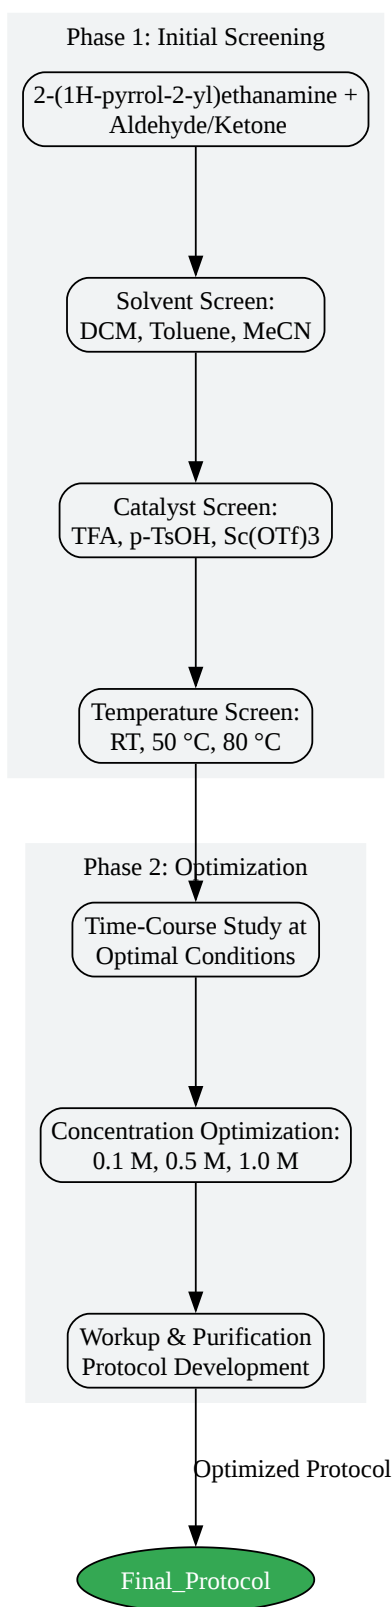 Phase 1: Initial Screening
2-(1H-pyrrol-2-yl)ethanamine +
Aldehyde/Ketone
Solvent Screen:
DCM, Toluene, MeCN
Catalyst Screen:
TFA, p-TsOH, Sc(OTf)3
Temperature Screen:
RT, 50 °C, 80 °C
Phase 2: Optimization
Time-Course Study at
Optimal Conditions
Concentration Optimization:
0.1 M, 0.5 M, 1.0 M
Workup & Purification
Protocol Development
Optimized Protocol
Final_Protocol